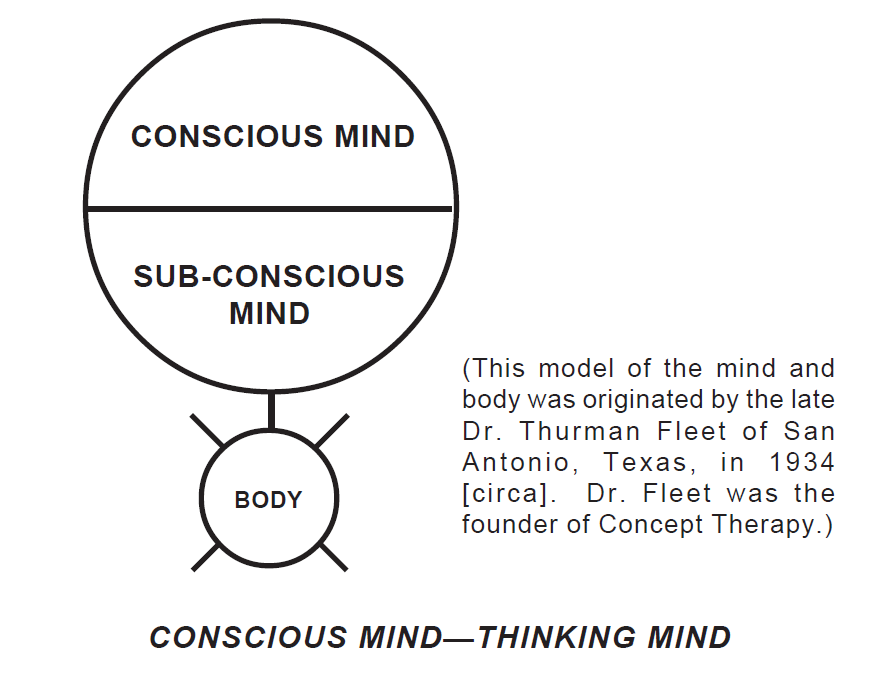 CONSCIOUS MIND
SUB-CONSCIOUS
MIND
BODY
(This model of the mind and
body was originated by the late
Dr. Thurman Fleet of San
Antonio, Texas, in 1934
[circa]. Dr. Fleet was the
founder of Concept Therapy.)
CONSCIOUS MIND—THINKING MIND